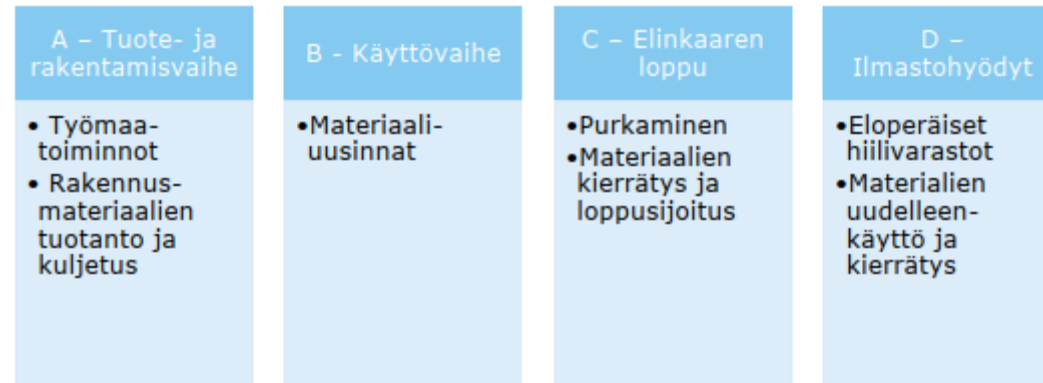 A – Tuote- ja
rakentamisvaihe
• Työmaa-
toiminnot
• Rakennus-
materiaalien
tuotanto ja
kuljetus
B - Käyttövaihe
•Materiaali-
uusinnat
C – Elinkaaren
loppu
•Purkaminen
•Materiaalien
kierrätys ja
loppusijoitus
D –
Ilmastohyödyt
•Eloperäiset
hiilivarastot
•Materialien
uudelleen-
käyttö ja
kierrätys